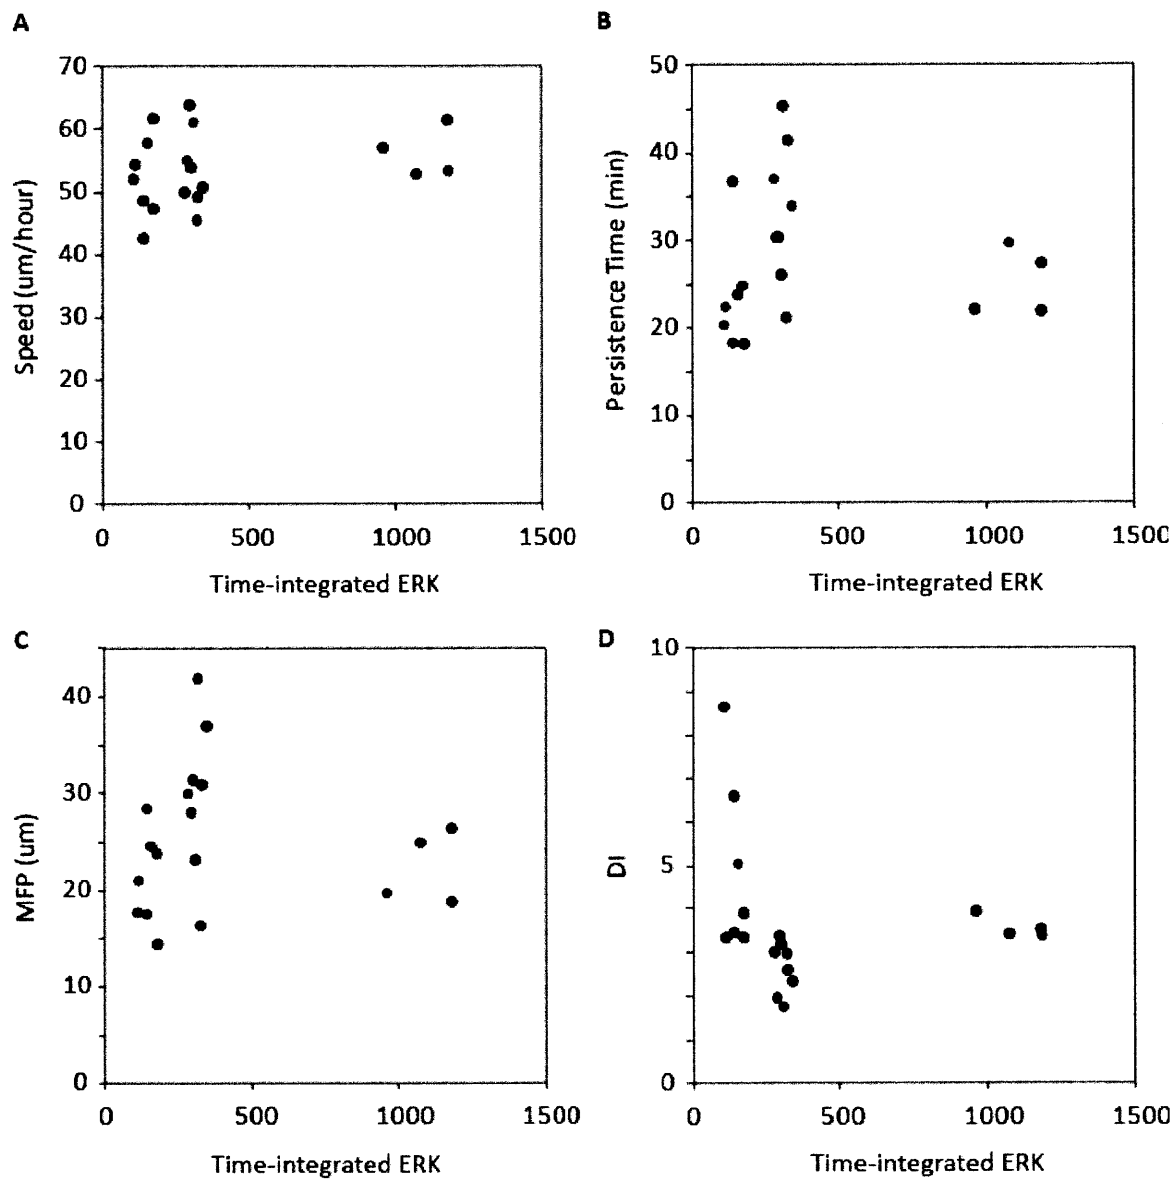 A
B
70
60
50
40
30
20
10
0
Speed (um/hour)
0 500 1000 1500
Time-integrated ERK
50
40
30
20
10
0
Persistence Time (min)
0 500 1000 1500
Time-integrated ERK
C
D
40
30
20
10
0
MFP (um)
0 500 1000 1500
Time-integrated ERK
10
5
0
DI
0 500 1000 1500
Time-integrated ERK